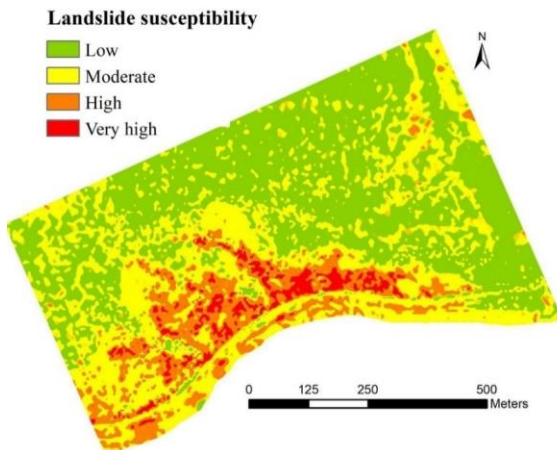 Landslide susceptibility
Low
Moderate
High
Very high
N
0 125 250 500
Meters